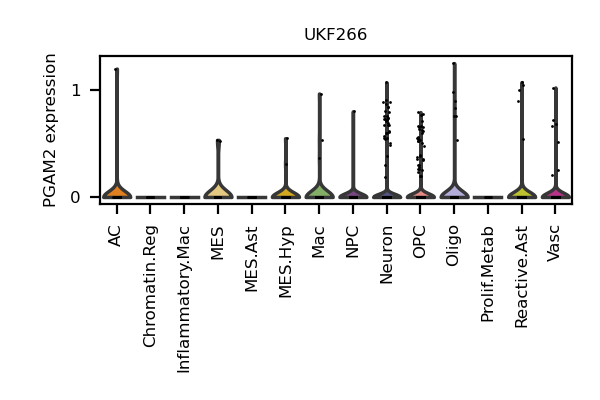 UKF266
PGAM2 expression
1
0
AC
Chromatin.Reg
Inflammatory.Mac
MES
MES.Ast
MES.Hyp
Mac
NPC
Neuron
OPC
Oligo
Prolif.Metab
Reactive.Ast
Vasc